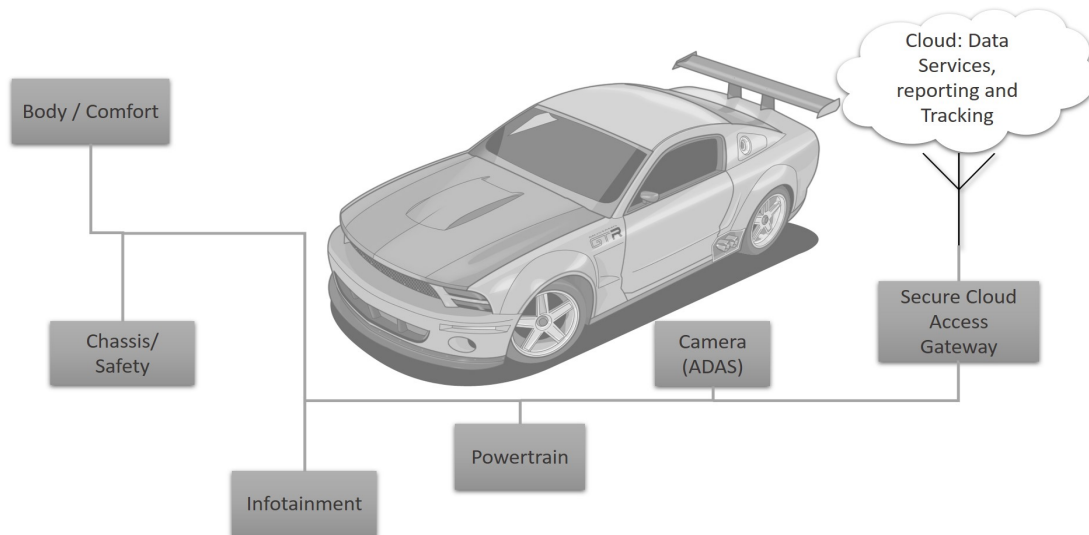 Cloud: Data
Services,
reporting and
Tracking
Body / Comfort
GTR
Secure Cloud
Access
Gateway
Chassis/
Safety
Camera
(ADAS)
Powertrain
Infotainment